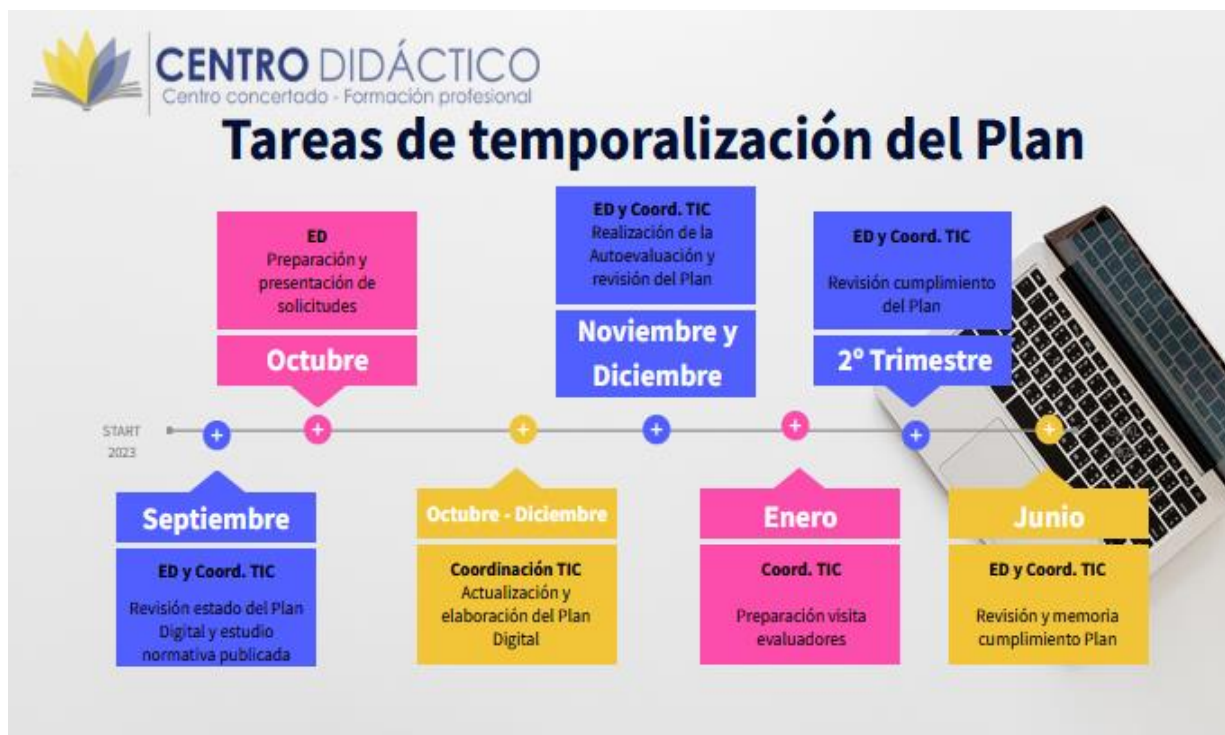 CENTRO DIDÁCTICO
Centro concertado - Formación profesional
Tareas de temporalización del Plan
ED
Preparación y
presentación de
solicitudes
Octubre
ED y Coord. TIC
Realización de la
Autoevaluación y
revisión del Plan
Noviembre y
Diciembre
ED y Coord. TIC
Revisión cumplimiento
del Plan
2º Trimestre
START
2023
Septiembre
ED y Coord. TIC
Revisión estado del Plan
Digital y estudio
normativa publicada
Octubre - Diciembre
Coordinación TIC
Actualización y
elaboración del Plan
Digital
Enero
Coord. TIC
Preparación visita
evaluadores
Junio
ED y Coord. TIC
Revisión y memoria
cumplimiento Plan